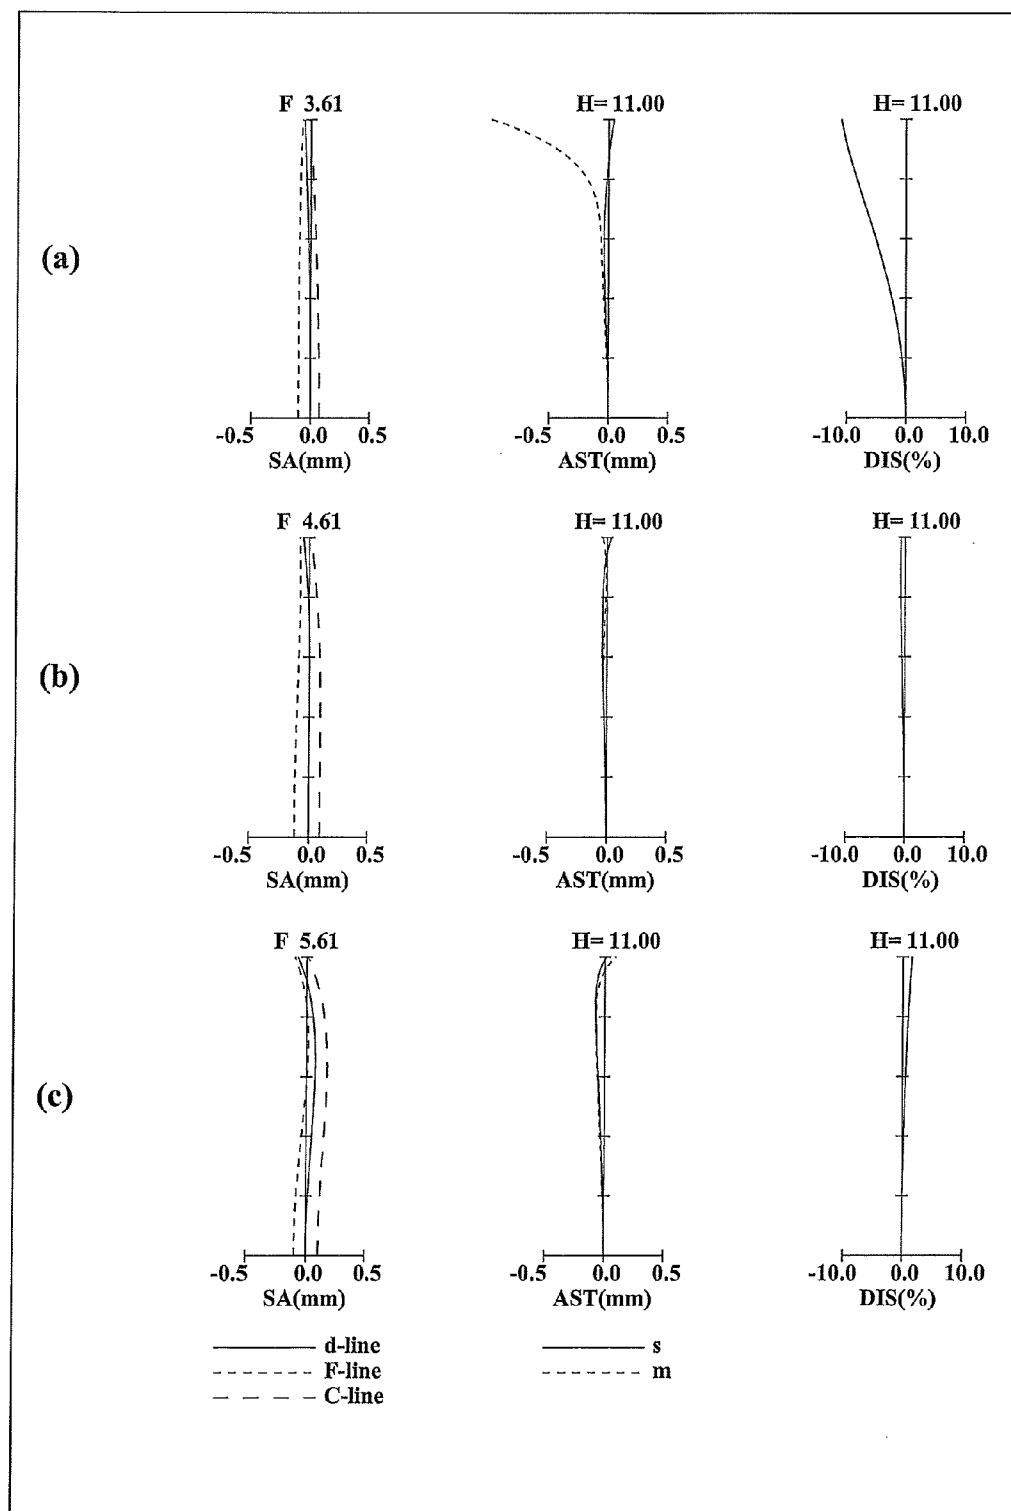 F 3.61 H= 11.00 H= 11.00
(a)
-0.5 0.0 0.5 -0.5 0.0 0.5 -10.0 0.0 10.0
SA(mm) AST(mm) DIS(%)
F 4.61 H= 11.00 H= 11.00
(b)
-0.5 0.0 0.5 -0.5 0.0 0.5 -10.0 0.0 10.0
SA(mm) AST(mm) DIS(%)
F 5.61 H= 11.00 H= 11.00
(c)
-0.5 0.0 0.5 -0.5 0.0 0.5 -10.0 0.0 10.0
SA(mm) AST(mm) DIS(%)
d-line s
F-line m
C-line